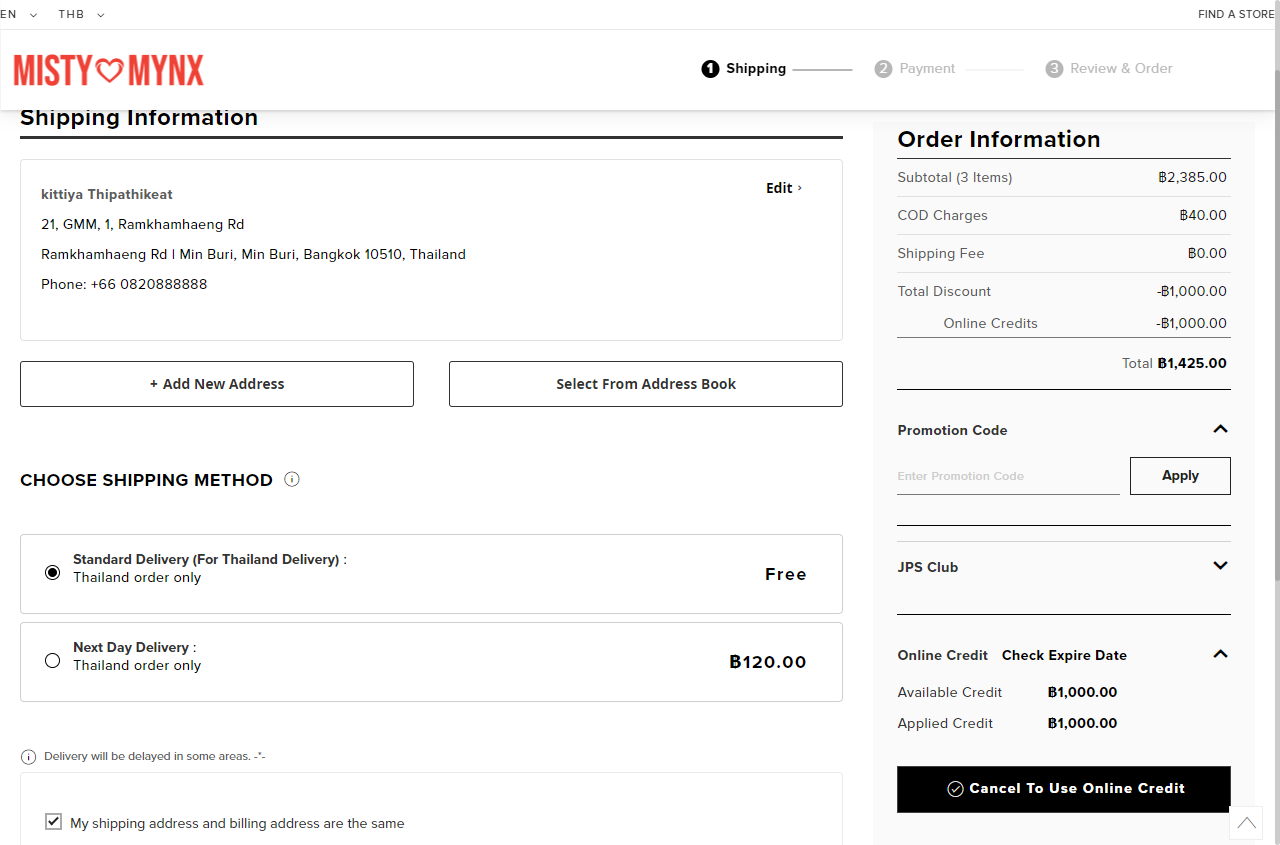 EN THB FIND A STORE
MISTY MYNX
1 Shipping 2 Payment 3 Review & Order
Shipping Information
kittiya Thipathikeat
Edit ›
21, GMM, 1, Ramkhamhaeng Rd
Ramkhamhaeng Rd | Min Buri, Min Buri, Bangkok 10510, Thailand
Phone: +66 0820888888
+ Add New Address
Select From Address Book
CHOOSE SHIPPING METHOD
Standard Delivery (For Thailand Delivery) :
Thailand order only
Free
Next Day Delivery :
Thailand order only
฿120.00
Delivery will be delayed in some areas. -*-
My shipping address and billing address are the same
Order Information
Subtotal (3 Items) ฿2,385.00
COD Charges ฿40.00
Shipping Fee ฿0.00
Total Discount -฿1,000.00
Online Credits -฿1,000.00
Total ฿1,425.00
Promotion Code
Enter Promotion Code
Apply
JPS Club
Online Credit Check Expire Date
Available Credit ฿1,000.00
Applied Credit ฿1,000.00
Cancel To Use Online Credit